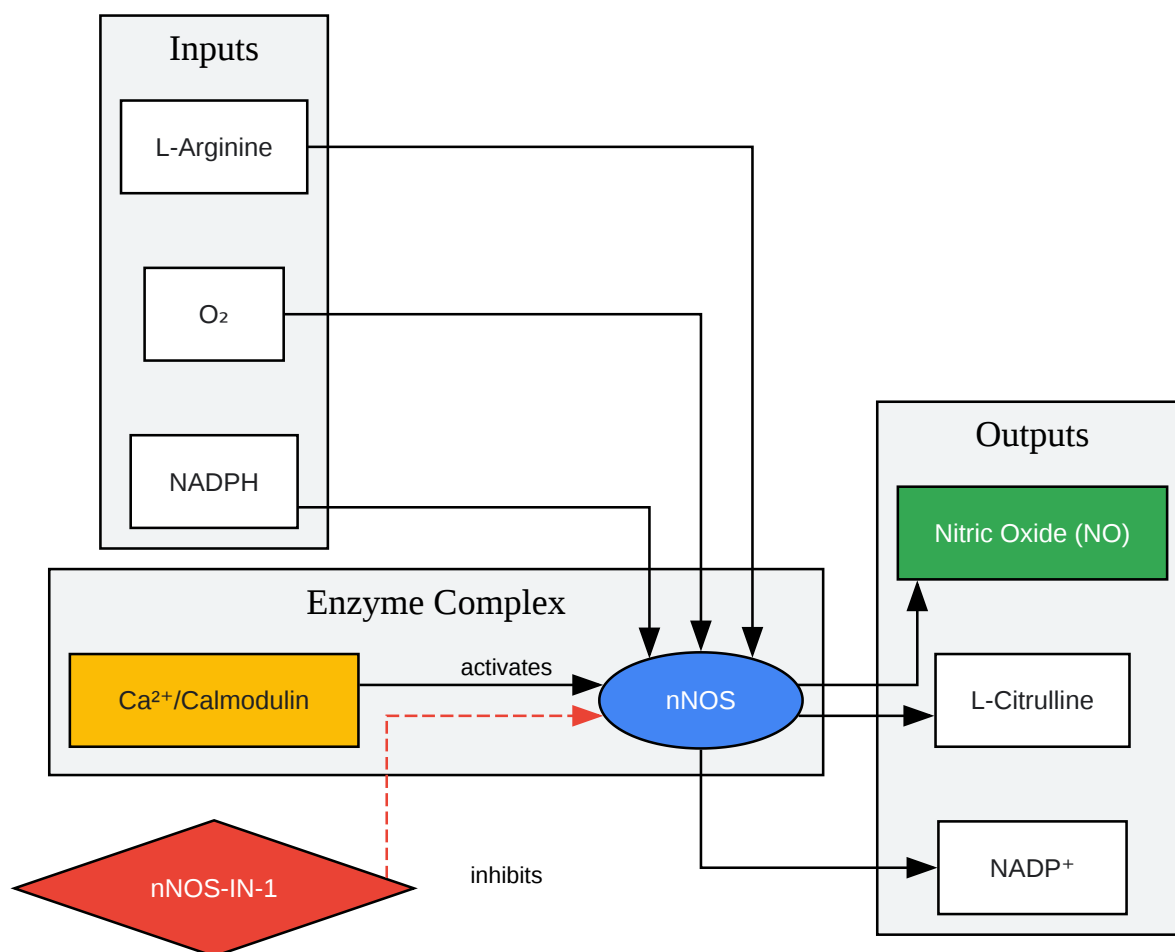 Inputs
L-Arginine
O₂
NADPH
Enzyme Complex
activates
Ca²⁺/Calmodulin
nNOS
nNOS-IN-1
inhibits
Outputs
Nitric Oxide (NO)
L-Citrulline
NADP⁺